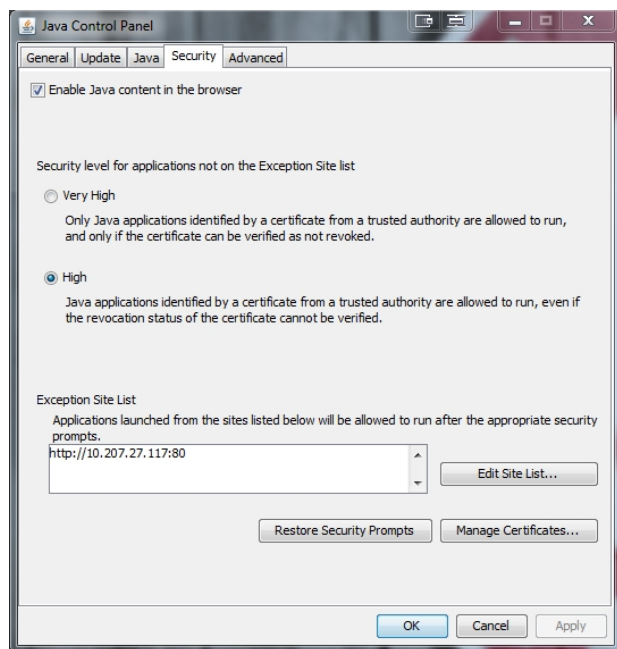 Java Control Panel
General Update Java Security Advanced
Enable Java content in the browser
Security level for applications not on the Exception Site list
Very High
Only Java applications identified by a certificate from a trusted authority are allowed to run,
and only if the certificate can be verified as not revoked.
High
Java applications identified by a certificate from a trusted authority are allowed to run, even if
the revocation status of the certificate cannot be verified.
Exception Site List
Applications launched from the sites listed below will be allowed to run after the appropriate security
prompts.
http://10.207.27.117:80
Edit Site List...
Restore Security Prompts Manage Certificates...
OK Cancel Apply